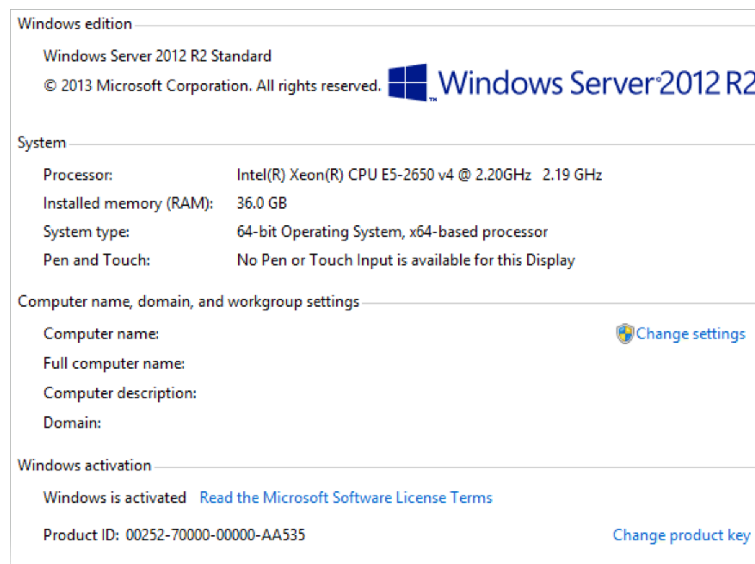 Windows edition
Windows Server 2012 R2 Standard
© 2013 Microsoft Corporation. All rights reserved.
Windows Server 2012 R2
System
Processor: Intel(R) Xeon(R) CPU E5-2650 v4 @ 2.20GHz 2.19 GHz
Installed memory (RAM): 36.0 GB
System type: 64-bit Operating System, x64-based processor
Pen and Touch: No Pen or Touch Input is available for this Display
Computer name, domain, and workgroup settings
Computer name: Change settings
Full computer name:
Computer description:
Domain:
Windows activation
Windows is activated Read the Microsoft Software License Terms
Product ID: 00252-70000-00000-AA535 Change product key